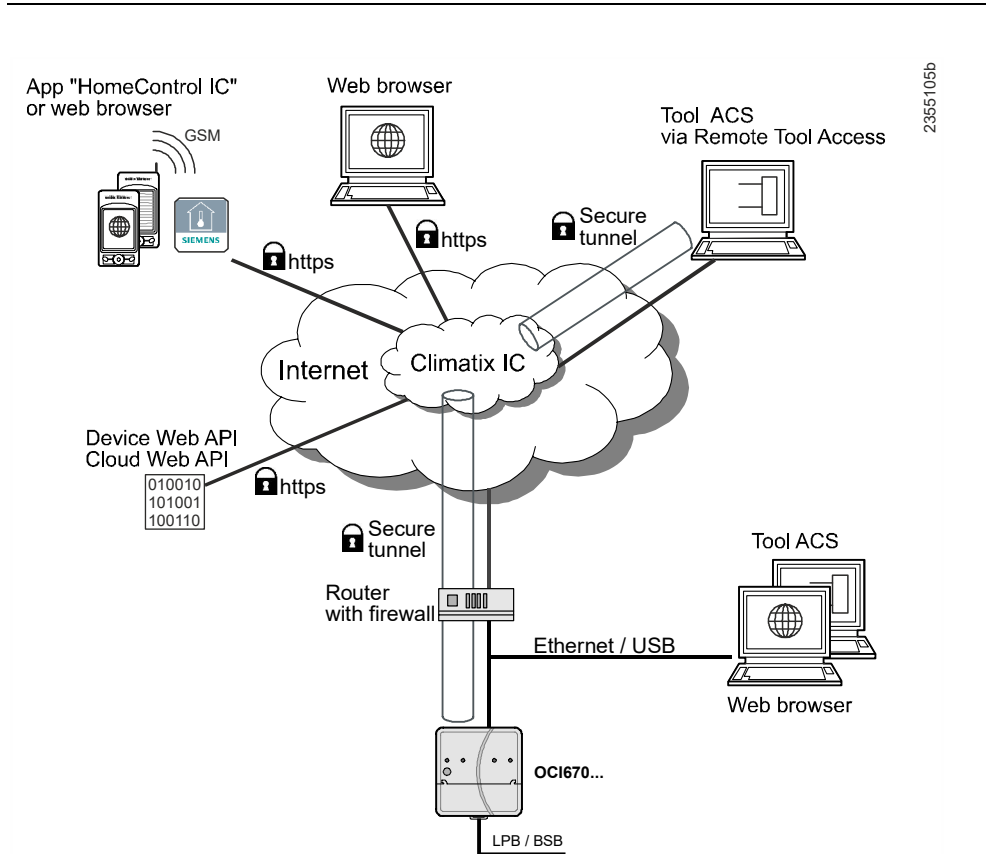 2355105b
App "HomeControl IC"
or web browser
GSM
SIEMENS
Web browser
Tool ACS
via Remote Tool Access
https
https
Secure
tunnel
Internet
Climatix IC
Device Web API
Cloud Web API
010010
101001
100110
https
Secure
tunnel
Router
with firewall
Ethernet / USB
Tool ACS
Web browser
OCI670...
LPB / BSB